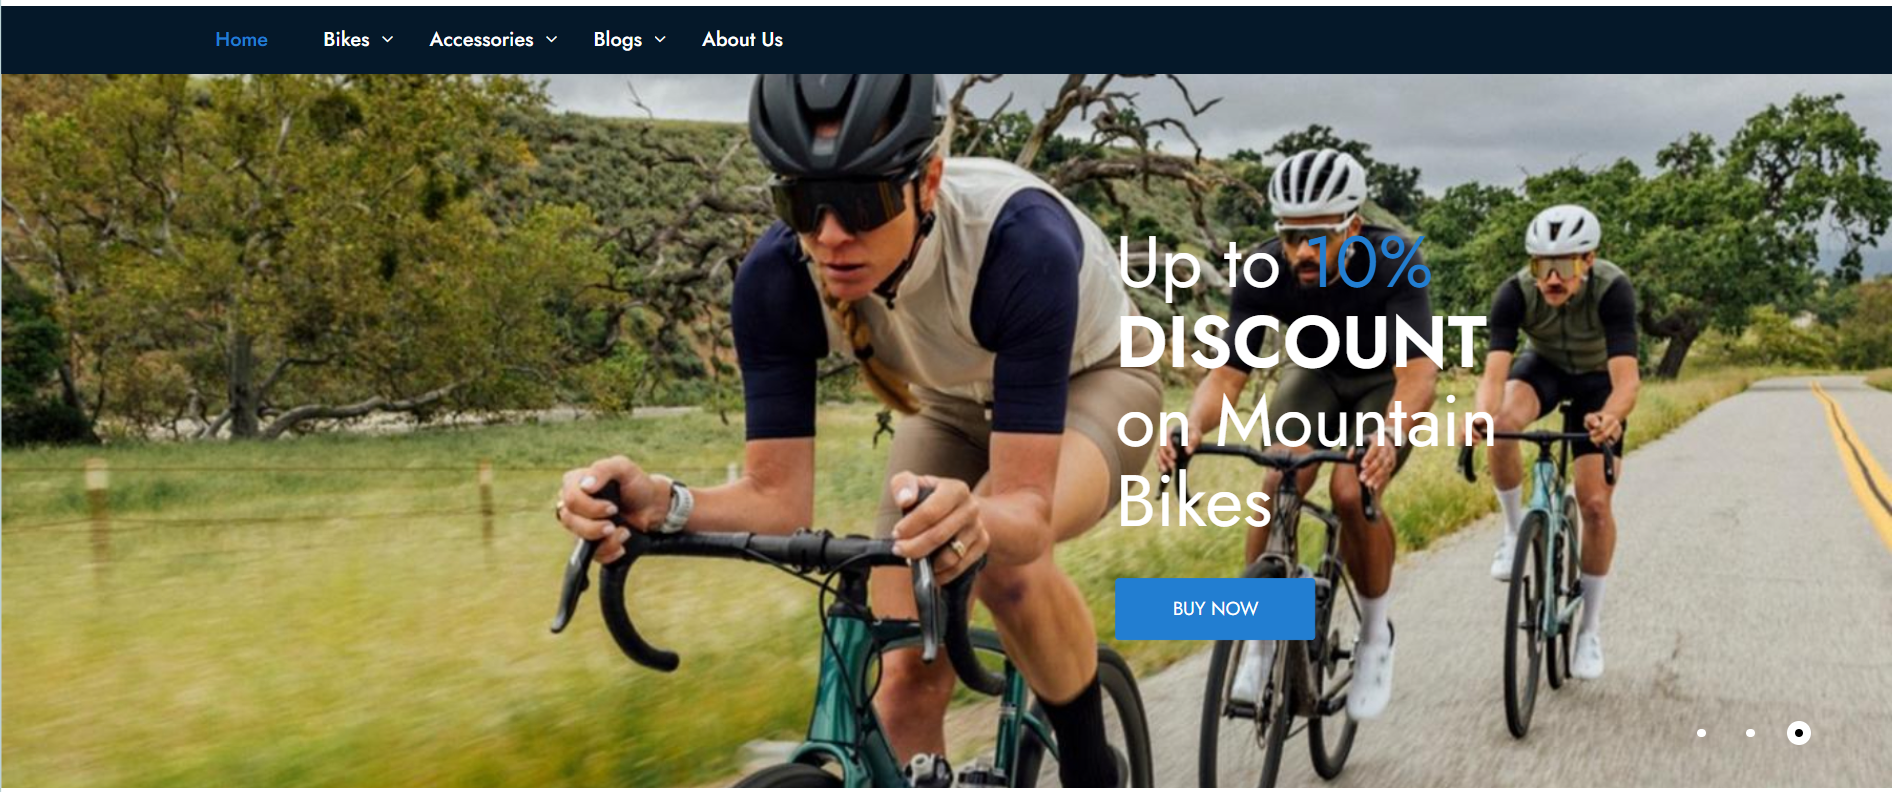 Home Bikes Accessories Blogs About Us
Up to 10%
DISCOUNT
on Mountain
Bikes
BUY NOW